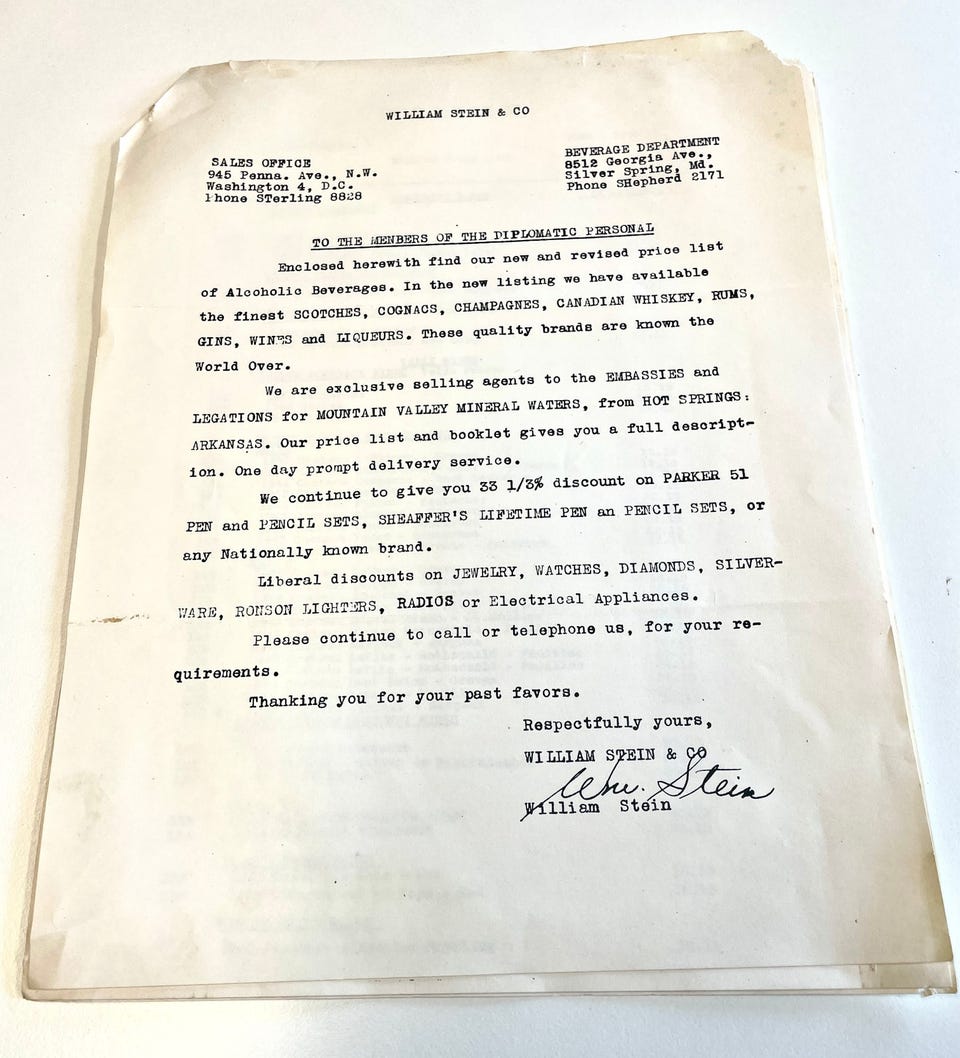 WILLIAM STEIN & CO
SALES OFFICE
945 Penna. Ave., N.W.
Washington 4, D.C.
Phone STerling 8828
BEVERAGE DEPARTMENT
8512 Georgia Ave.,
Silver Spring, Md.
Phone SHepherd 2171
TO THE MENBERS OF THE DIPLOMATIC PERSONAL
Enclosed herewith find our new and revised price list
of Alcoholic Beverages. In the new listing we have available
the finest SCOTCHES, COGNACS, CHAMPAGNES, CANADIAN WHISKEY, RUMS,
GINS, WINES and LIQUEURS. These quality brands are known the
World Over.
We are exclusive selling agents to the EMBASSIES and
LEGATIONS for MOUNTAIN VALLEY MINERAL WATERS, from HOT SPRINGS:
ARKANSAS. Our price list and booklet gives you a full descript-
ion. One day prompt delivery service.
We continue to give you 33 1/3% discount on PARKER 51
PEN and PENCIL SETS, SHEAFFER'S LIFETIME PEN an PENCIL SETS, or
any Nationally known brand.
Liberal discounts on JEWELRY, WATCHES, DIAMONDS, SILVER-
WARE, RONSON LIGHTERS, RADIOS or Electrical Appliances.
Please continue to call or telephone us, for your re-
quirements.
Thanking you for your past favors.
Respectfully yours,
WILLIAM STEIN & CO
Wm. Stein
William Stein